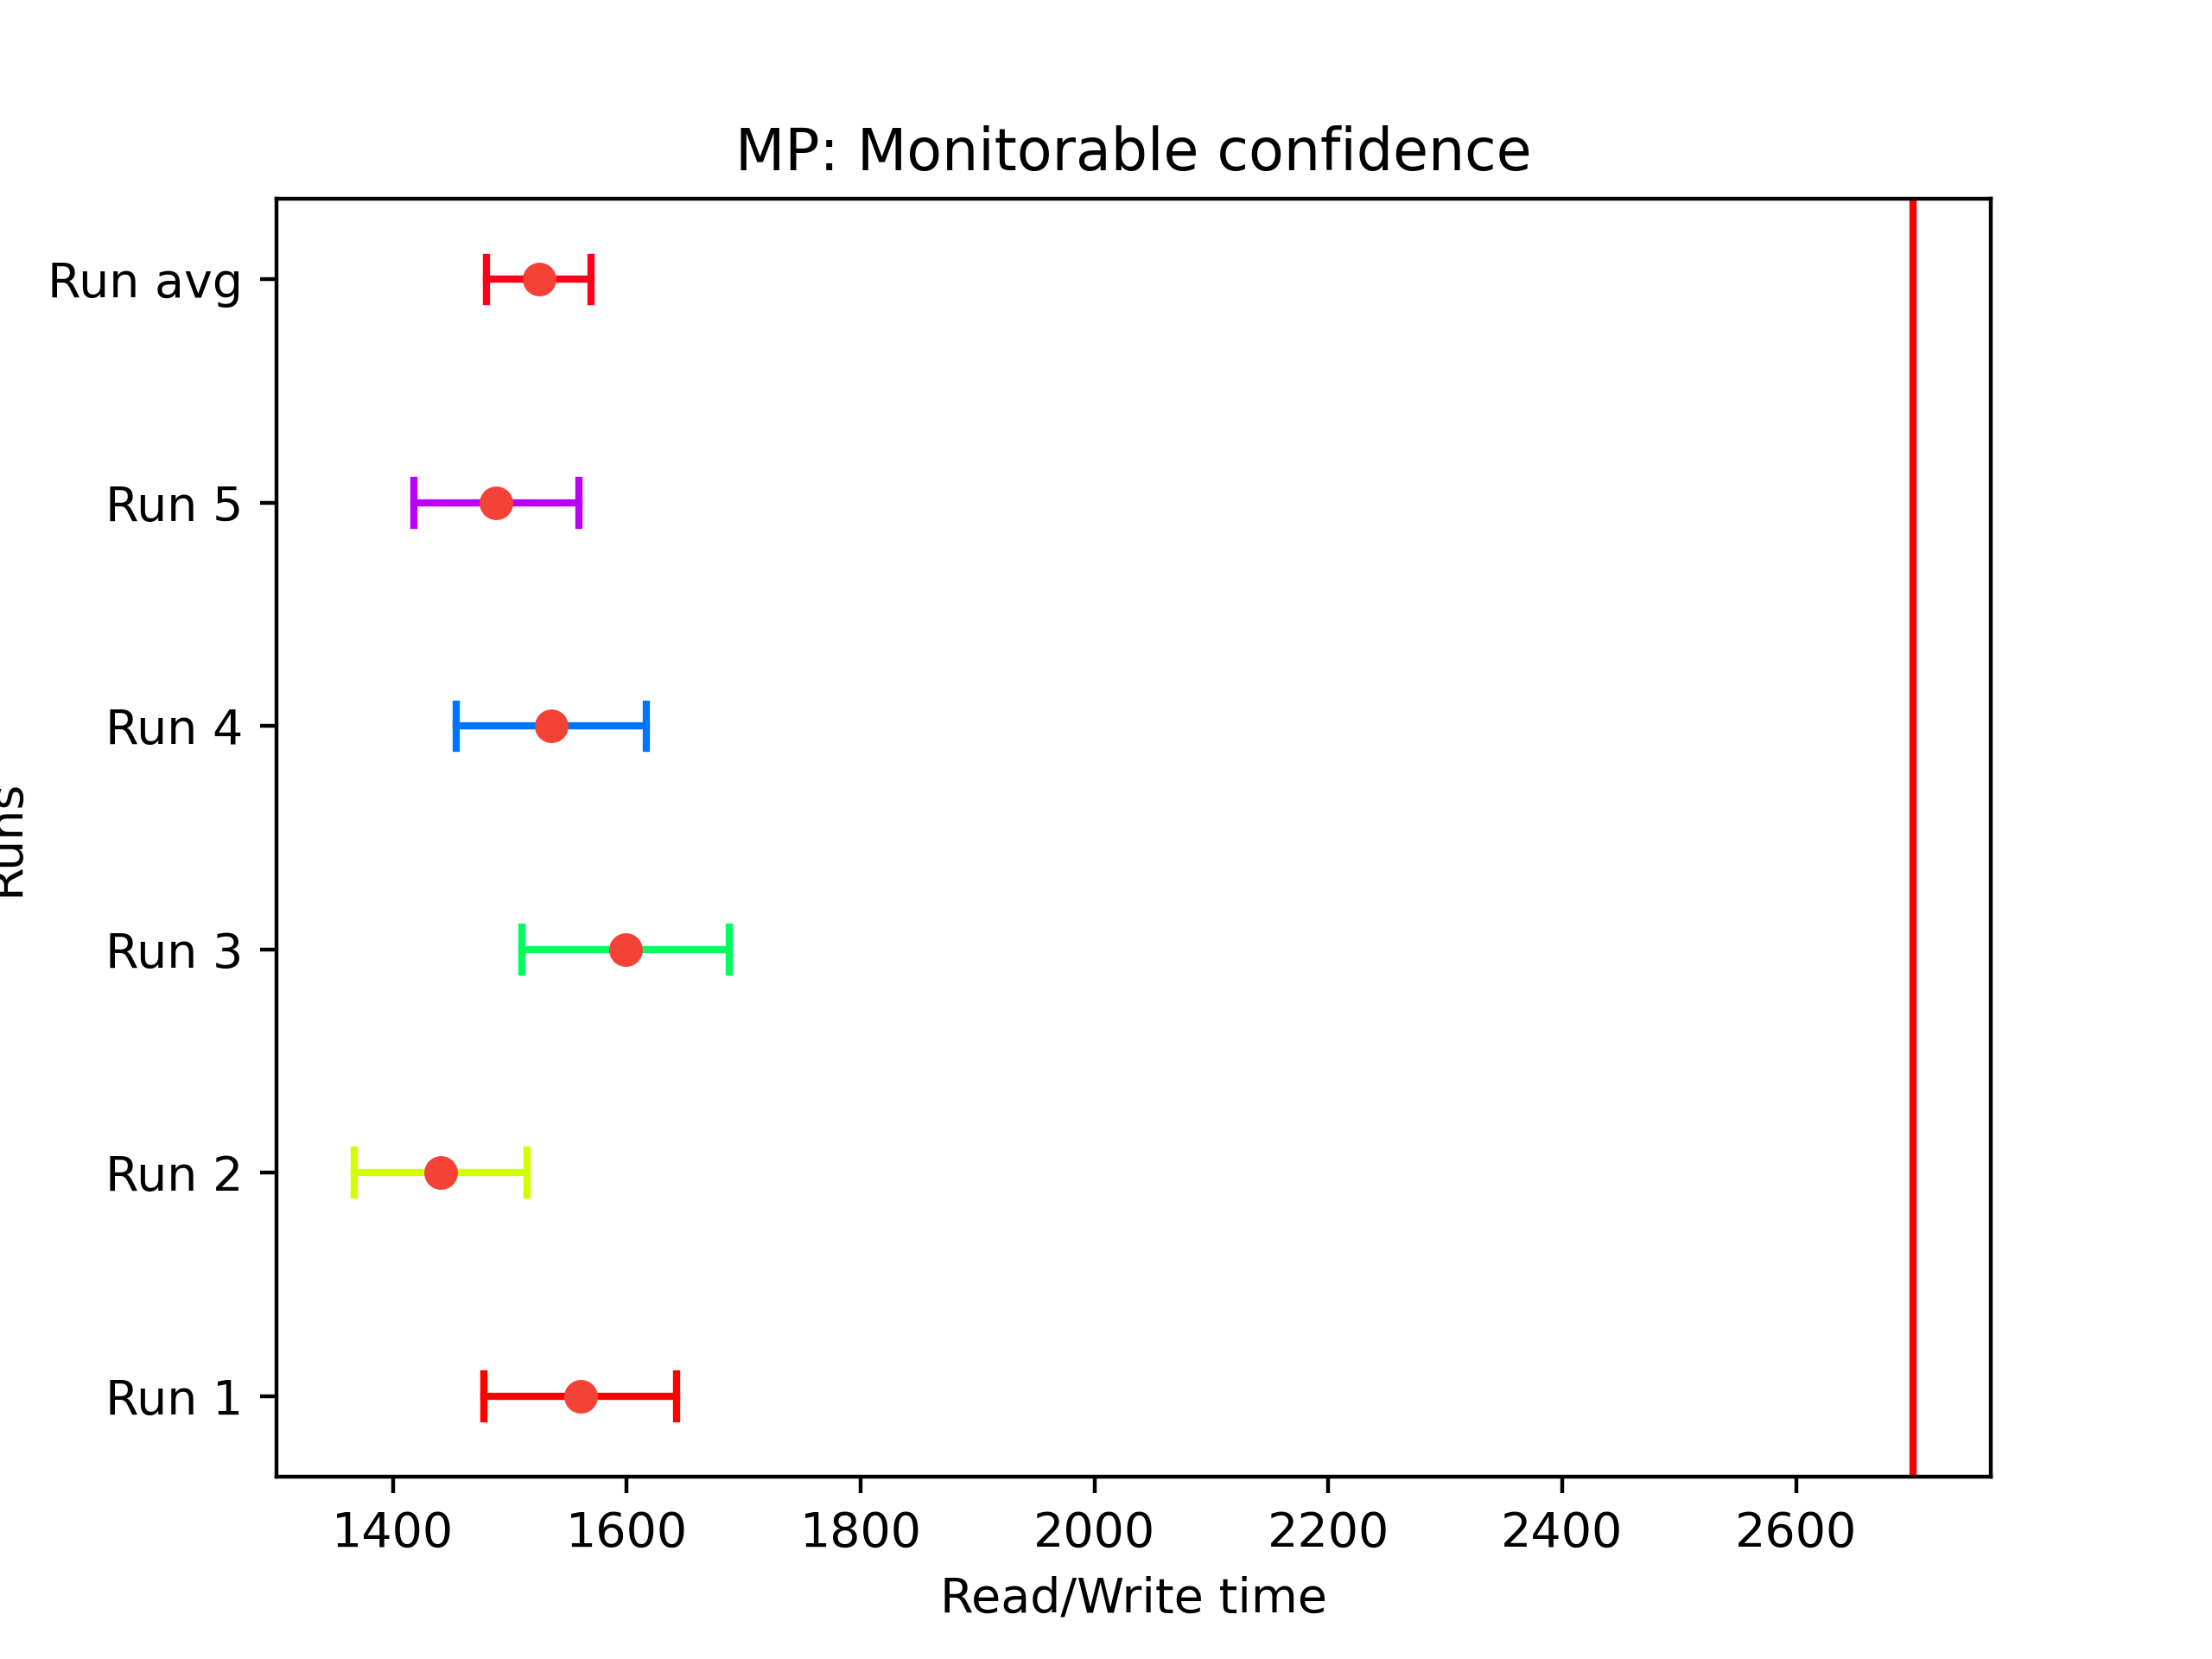 MP: Monitorable confidence
Run avg
Run 5
Run 4
Run 3
Run 2
Run 1
Runs
1400 1600 1800 2000 2200 2400 2600
Read/Write time